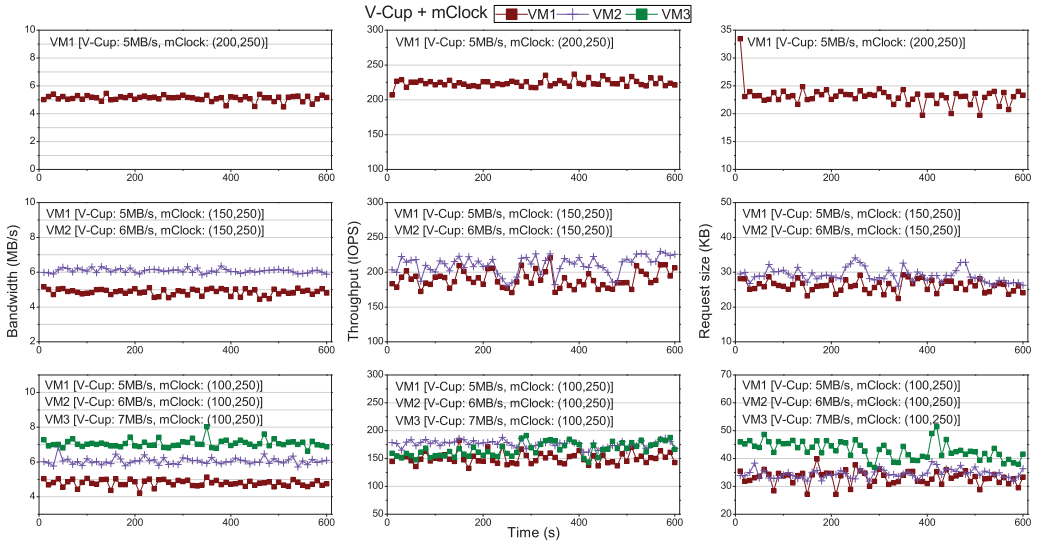 V-Cup + mClock VM1 VM2 VM3
10
8
6
4
2
0
VM1 [V-Cup: 5MB/s, mClock: (200,250)]
0 200 400 600
300
250
200
150
100
VM1 [V-Cup: 5MB/s, mClock: (200,250)]
0 200 400 600
35
30
25
20
15
10
VM1 [V-Cup: 5MB/s, mClock: (200,250)]
0 200 400 600
Bandwidth (MB/s)
10
8
6
4
2
VM1 [V-Cup: 5MB/s, mClock: (150,250)]
VM2 [V-Cup: 6MB/s, mClock: (150,250)]
0 200 400 600
Throughput (IOPS)
300
250
200
150
100
VM1 [V-Cup: 5MB/s, mClock: (150,250)]
VM2 [V-Cup: 6MB/s, mClock: (150,250)]
0 200 400 600
Request size (KB)
50
40
30
20
10
VM1 [V-Cup: 5MB/s, mClock: (150,250)]
VM2 [V-Cup: 6MB/s, mClock: (150,250)]
0 200 400 600
10
8
6
4
VM1 [V-Cup: 5MB/s, mClock: (100,250)]
VM2 [V-Cup: 6MB/s, mClock: (100,250)]
VM3 [V-Cup: 7MB/s, mClock: (100,250)]
0 200 400 600
300
250
200
150
100
50
VM1 [V-Cup: 5MB/s, mClock: (100,250)]
VM2 [V-Cup: 6MB/s, mClock: (100,250)]
VM3 [V-Cup: 7MB/s, mClock: (100,250)]
0 200 400 600
70
60
50
40
30
20
VM1 [V-Cup: 5MB/s, mClock: (100,250)]
VM2 [V-Cup: 6MB/s, mClock: (100,250)]
VM3 [V-Cup: 7MB/s, mClock: (100,250)]
0 200 400 600
Time (s)